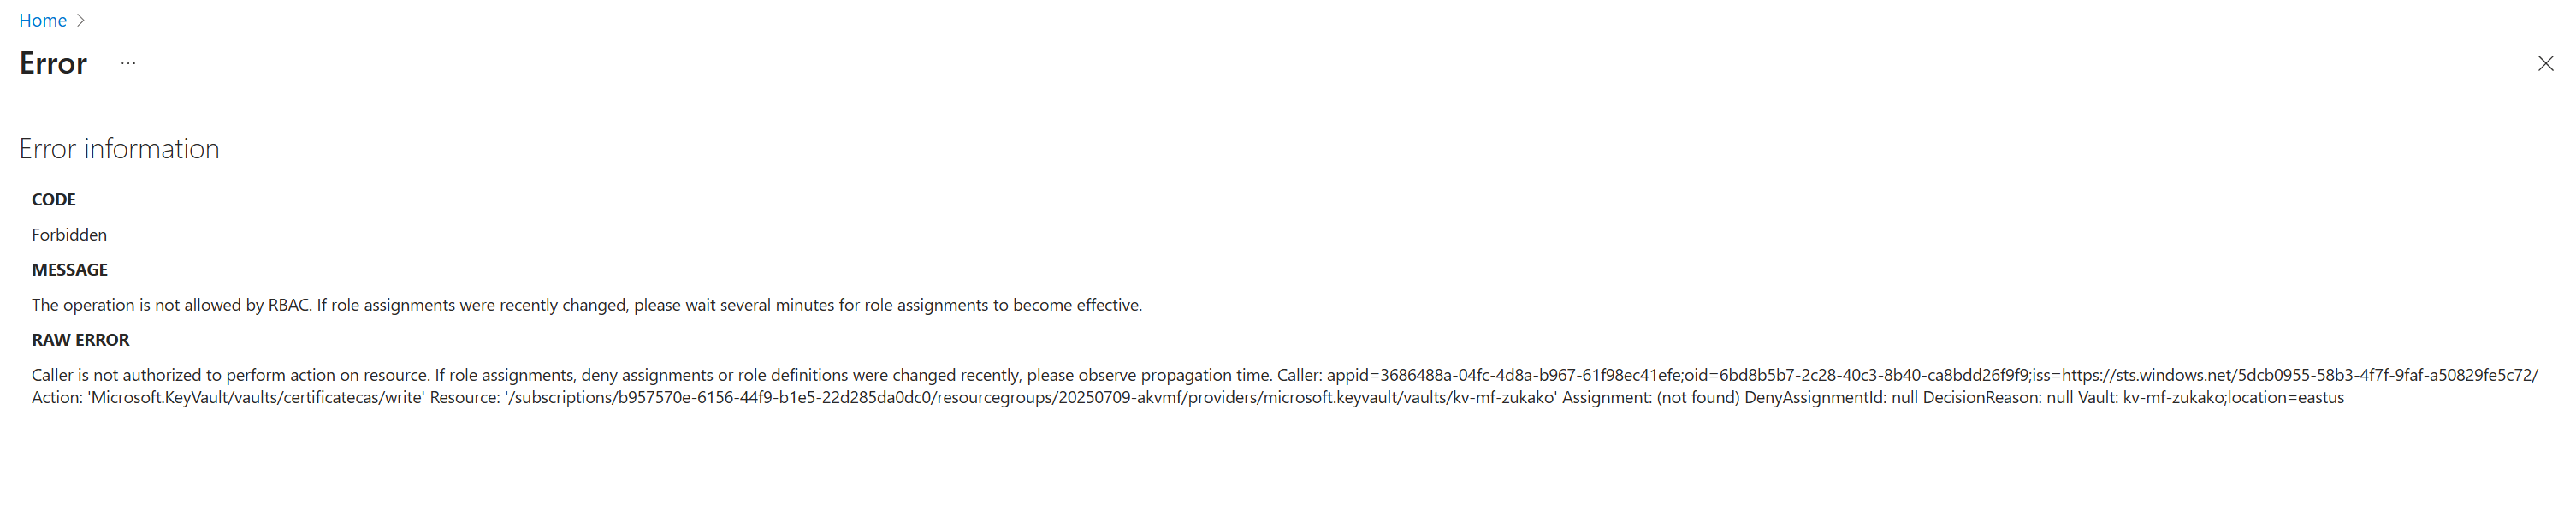 Home >
Error ...
Error information
CODE
Forbidden
MESSAGE
The operation is not allowed by RBAC. If role assignments were recently changed, please wait several minutes for role assignments to become effective.
RAW ERROR
Caller is not authorized to perform action on resource. If role assignments, deny assignments or role definitions were changed recently, please observe propagation time. Caller: appid=3686488a-04fc-4d8a-b967-61f98ec41efe;oid=6bd8b5b7-2c28-40c3-8b40-ca8bdd26f9f9;iss=https://sts.windows.net/5dcb0955-58b3-4f7f-9faf-a50829fe5c72/
Action: 'Microsoft.KeyVault/vaults/certificatecas/write' Resource: '/subscriptions/b957570e-6156-44f9-b1e5-22d285da0dc0/resourcegroups/20250709-akvmf/providers/microsoft.keyvault/vaults/kv-mf-zukako' Assignment: (not found) DenyAssignmentId: null DecisionReason: null Vault: kv-mf-zukako;location=eastus